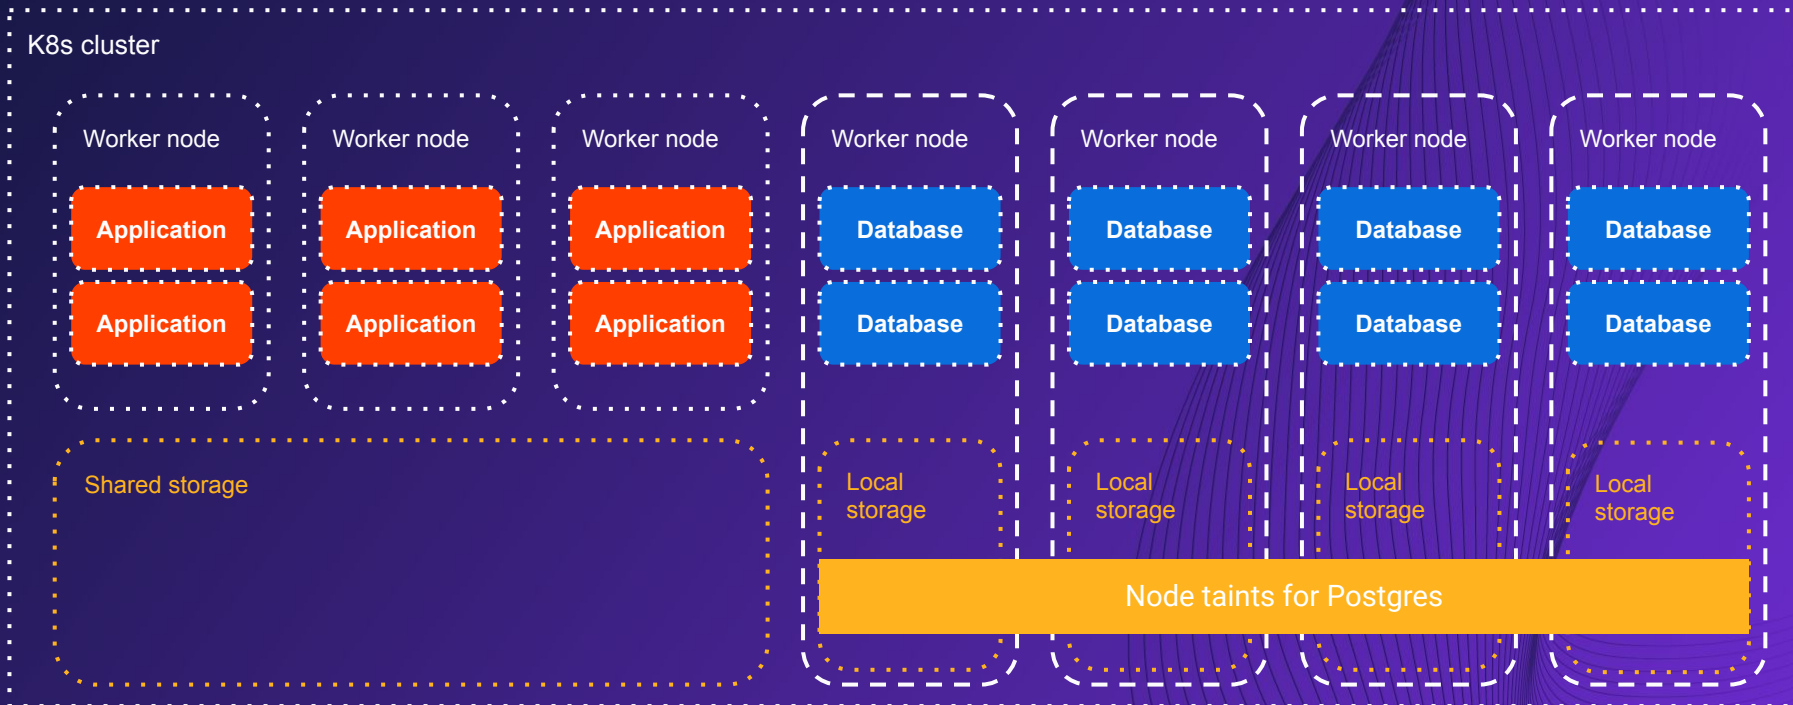 K8s cluster
Worker node
Worker node
Worker node
Worker node
Worker node
Worker node
Worker node
Application
Application
Application
Database
Database
Database
Database
Application
Application
Application
Database
Database
Database
Database
Shared storage
Local
storage
Local
storage
Local
storage
Local
storage
Node taints for Postgres